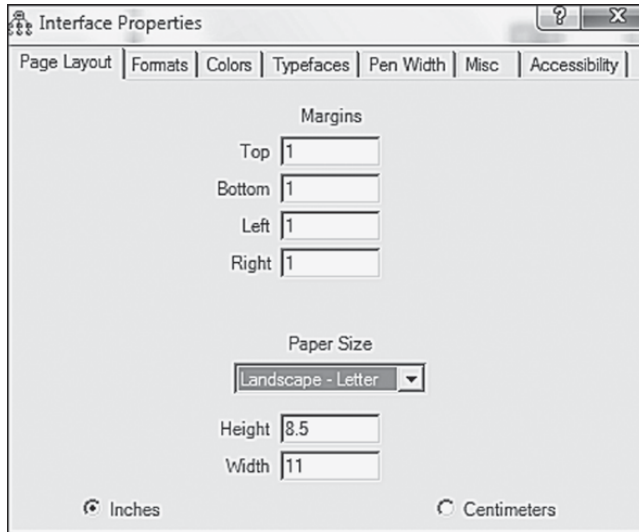 Interface Properties
Page Layout Formats Colors Typefaces Pen Width Misc Accessibility
Margins
Top 1
Bottom 1
Left 1
Right 1
Paper Size
Landscape - Letter
Height 8.5
Width 11
Inches Centimeters